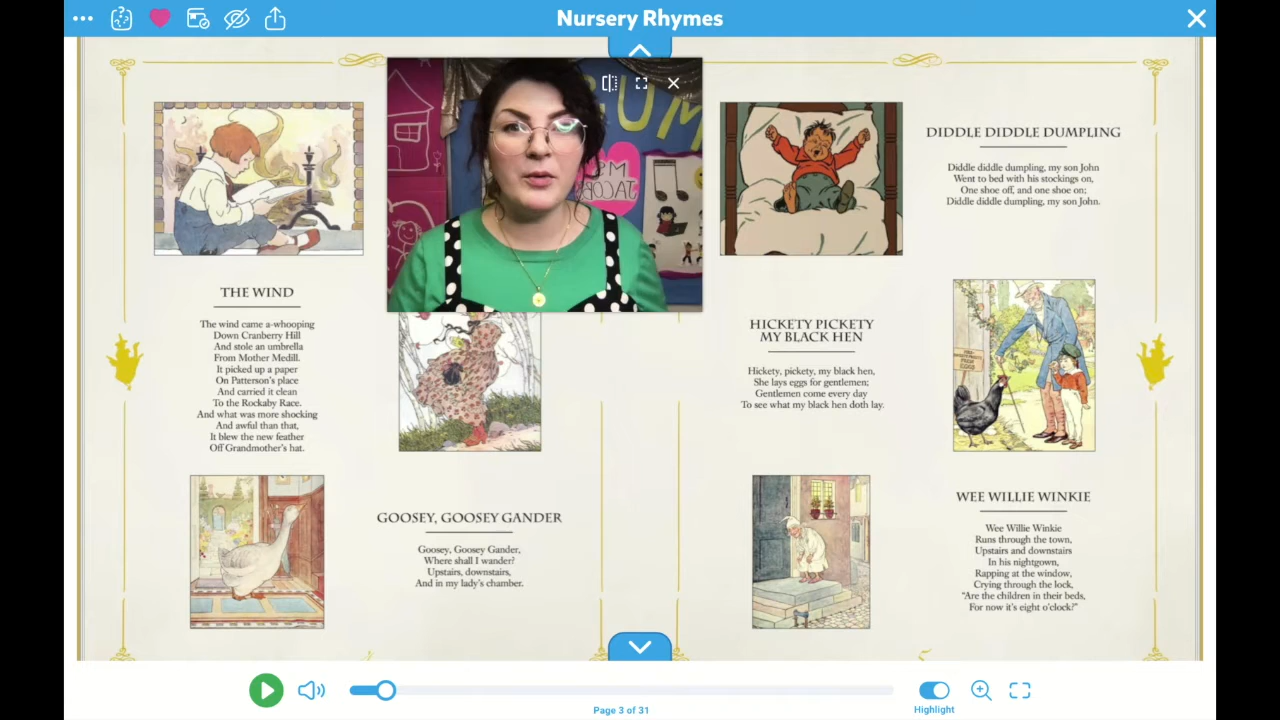 Nursery Rhymes
RUM
THE WIND
The wind came a-whooping
Down Cranberry Hill
And stole an umbrella
From Mother Medill.
It picked up a paper
On Patterson's place
And carried it clean
To the Rockaby Race.
And what was more shocking
And awful than that,
It blew the new feather
Off Grandmother's hat.
GOOSEY, GOOSEY GANDER
Goosey, Goosey Gander,
Where shall I wander?
Upstairs, downstairs,
And in my lady's chamber.
DIDDLE DIDDLE DUMPLING
Diddle diddle dumpling, my son John
Went to bed with his stockings on,
One shoe off, and one shoe on;
Diddle diddle dumpling, my son John.
HICKETY PICKETY
MY BLACK HEN
Hickety, pickety, my black hen,
She lays eggs for gentlemen;
Gentlemen come every day
To see what my black hen doth lay.
WEE WILLIE WINKIE
Wee Willie Winkie
Runs through the town,
Upstairs and downstairs
In his nightgown,
Rapping at the window,
Crying through the lock,
“Are the children in their beds,
For now it's eight o'clock?”
Page 3 of 31
Highlight